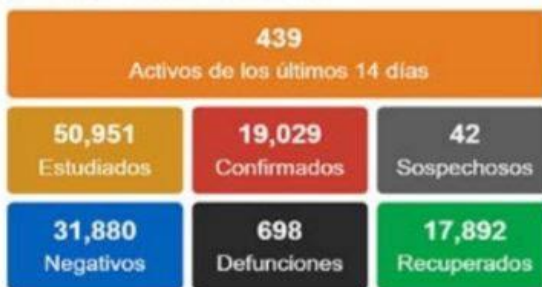 439
Activos de los últimos 14 días
50,951
Estudiados
19,029
Confirmados
42
Sospechosos
31,880
Negativos
698
Defunciones
17,892
Recuperados